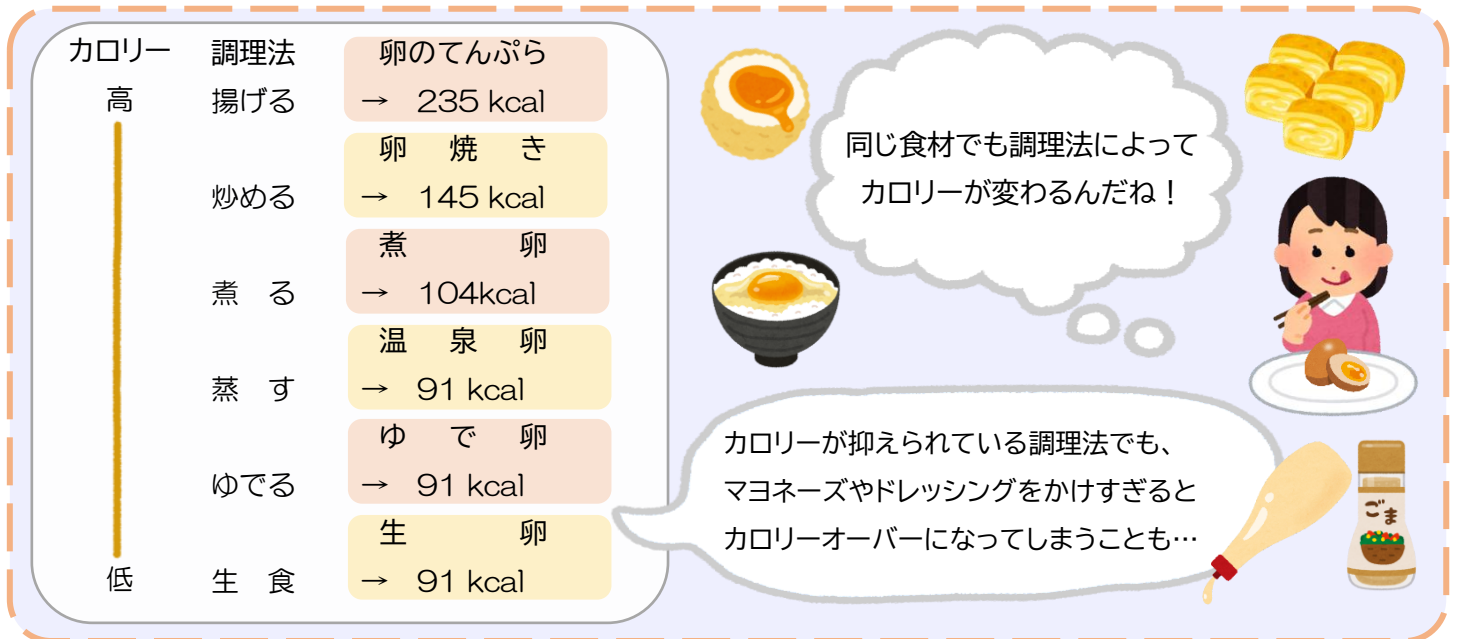 カロリー 調理法 卵のてんぷら
高 揚げる → 235 kcal
卵 焼 き
炒める → 145 kcal
煮 卵
煮 る → 104kcal
温 泉 卵
蒸 す → 91 kcal
ゆ で 卵
ゆでる → 91 kcal
生 卵
低 生 食 → 91 kcal
同じ食材でも調理法によって
カロリーが変わるんだね！
カロリーが抑えられている調理法でも、
マヨネーズやドレッシングをかけすぎると
カロリーオーバーになってしまうことも…
ごま